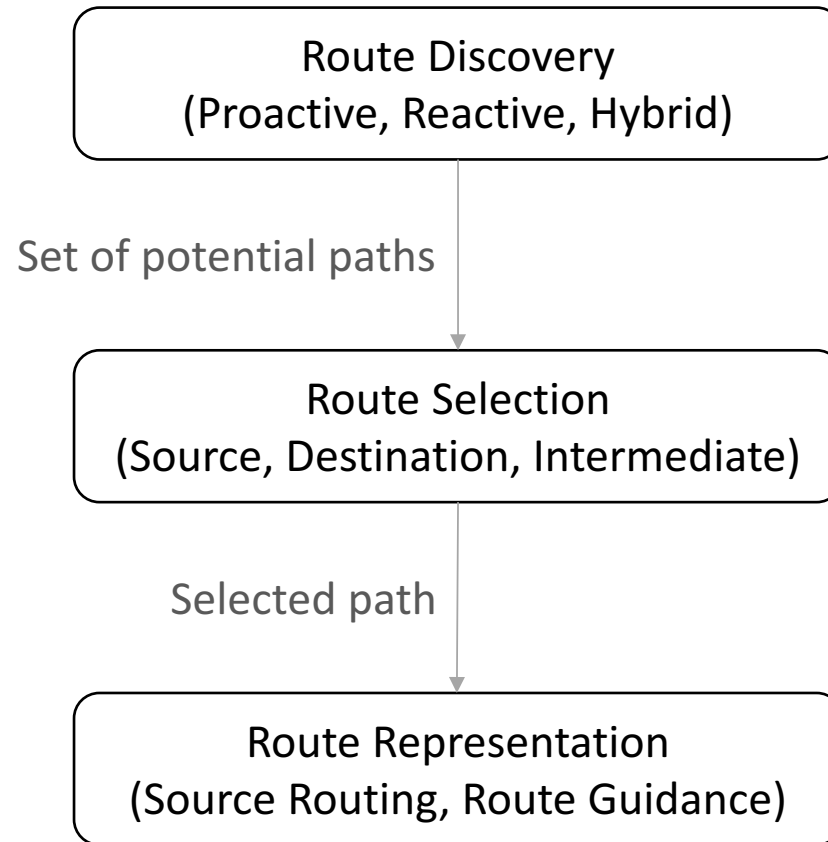 Route Discovery
(Proactive, Reactive, Hybrid)
Set of potential paths
Route Selection
(Source, Destination, Intermediate)
Selected path
Route Representation
(Source Routing, Route Guidance)